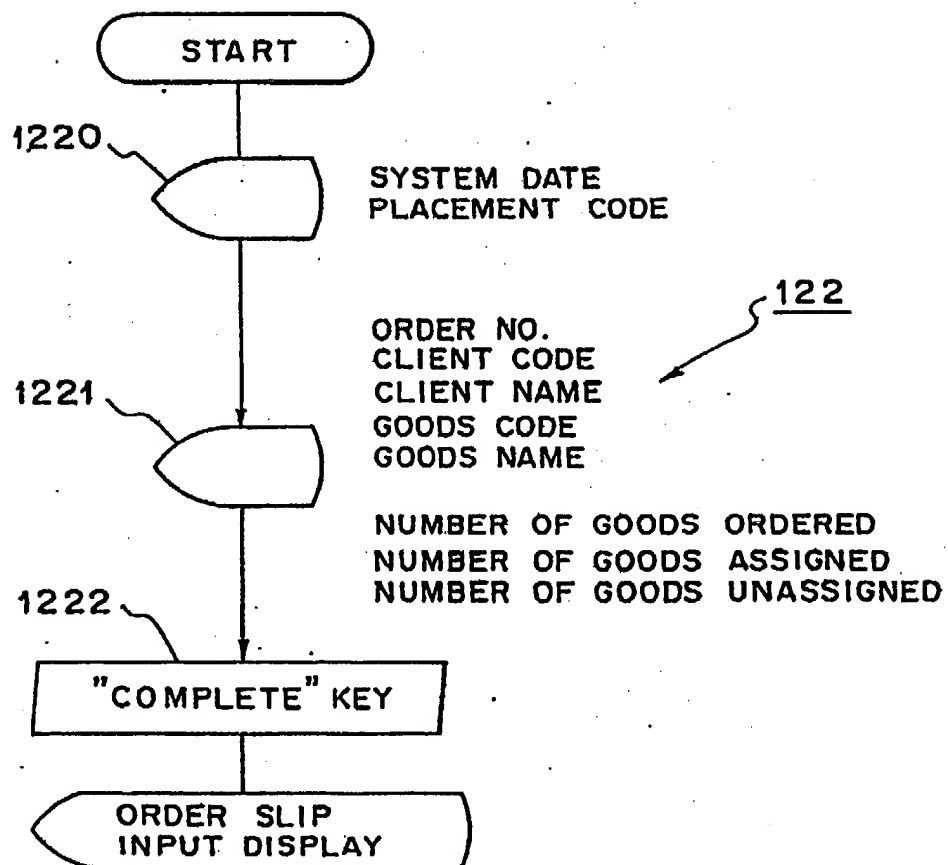 START
1220
SYSTEM DATE
PLACEMENT CODE
122
ORDER NO.
CLIENT CODE
CLIENT NAME
1221
GOODS CODE
GOODS NAME
NUMBER OF GOODS ORDERED
NUMBER OF GOODS ASSIGNED
NUMBER OF GOODS UNASSIGNED
1222
"COMPLETE" KEY
ORDER SLIP
INPUT DISPLAY